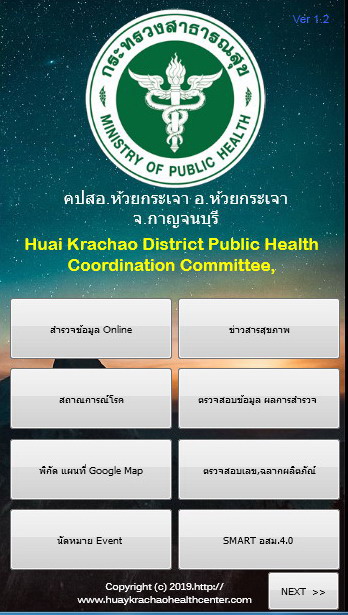 Ver 1.2
กระทรวงสาธารณสุข
MINISTRY OF PUBLIC HEALTH
คปสอ.ห้วยกระเจา อ.ห้วยกระเจา
จ.กาญจนบุรี
Huai Krachao District Public Health
Coordination Committee,
สำรวจข้อมูล Online
ข่าวสารสุขภาพ
สถาณการณ์โรค
ตรวจสอบข้อมูล ผลการสำรวจ
พิกัด แผนที่ Google Map
ตรวจสอบเลข,ฉลากผลิตภัณ์
นัดหมาย Event
SMART อสม.4.0
Copyright (c) 2019.http://
www.huaykrachaohealthcenter.com
NEXT >>